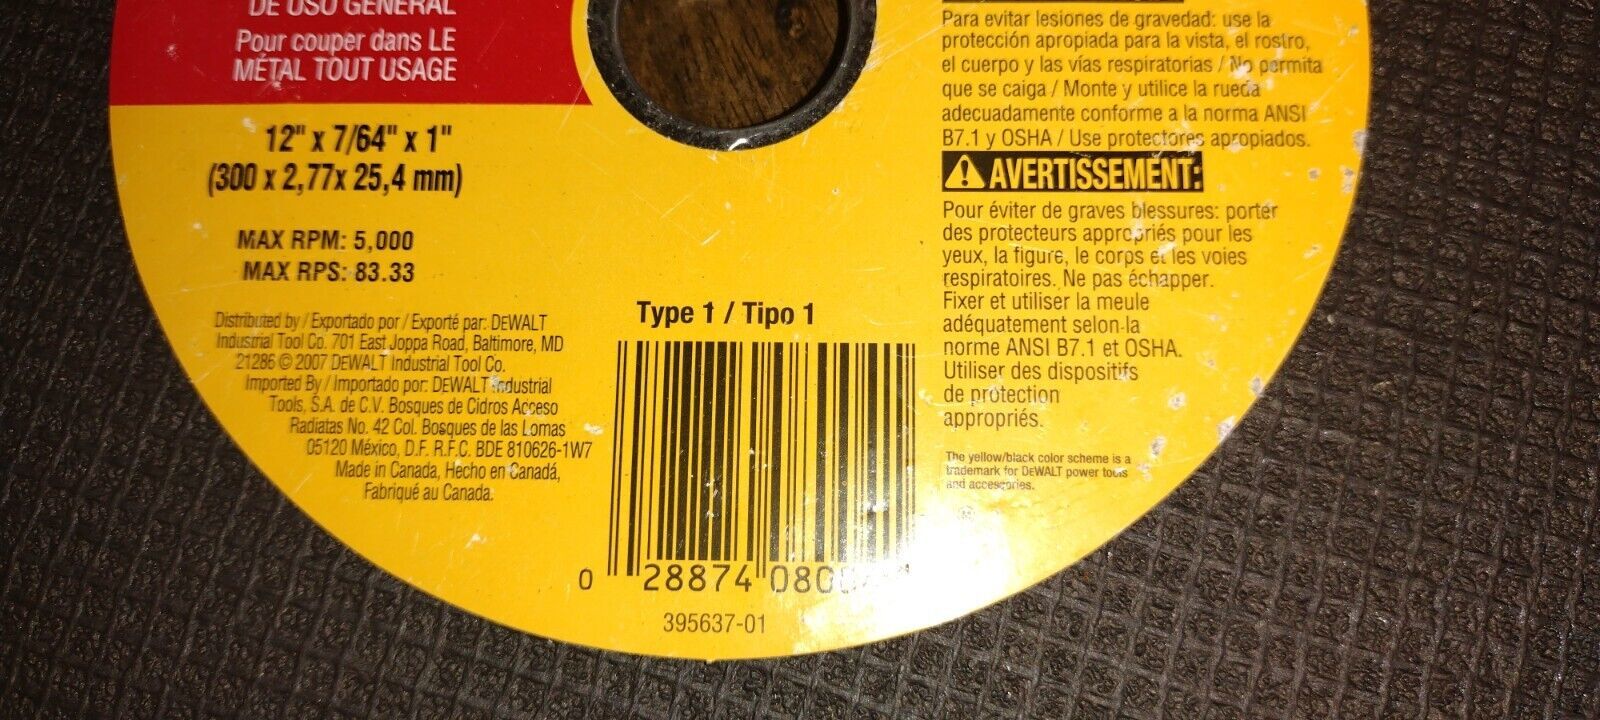 DE USO GENERAL
Pour couper dans LE
MÉTAL TOUT USAGE
12" x 7/64" x 1"
(300 x 2,77x 25,4 mm)
MAX RPM: 5,000
MAX RPS: 83.33
Distributed by / Exportado por / Exporté par: DEWALT
Industrial Tool Co. 701 East Joppa Road, Baltimore, MD
21286 © 2007 DEWALT Industrial Tool Co.
Imported By / Importado por: DEWALT Industrial
Tools, S.A. de C.V. Bosques de Cidros Acceso
Radiatas No. 42 Col. Bosques de las Lomas
05120 México, D.F. R.F.C. BDE 810626-1W7
Made in Canada, Hecho en Canadá,
Fabriqué au Canada.
Type 1 / Tipo 1
0 28874
395637-01
Para evitar lesiones de gravedad: use la
protección apropiada para la vista, el rostro,
el cuerpo y las vías respiratorias / No permita
que se caiga / Monte y utilice la rueda
adecuadamente conforme a la norma ANSI
B7.1 y OSHA / Use protectores apropiados.
AVERTISSEMENT:
Pour éviter de graves blessures: porter
des protecteurs appropriés pour les
yeux, la figure, le corps et les voies
respiratoires. Ne pas échapper.
Fixer et utiliser la meule
adéquatement selon la
norme ANSI B7.1 et OSHA.
Utiliser des dispositifs
de protection
appropriés.
The yellow/black color scheme is a
trademark for DEWALT power tools
and accessories.